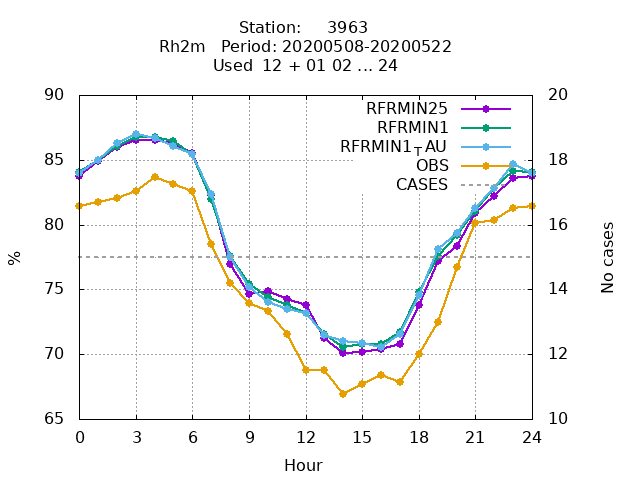 Station: 3963
Rh2m Period: 20200508-20200522
Used 12 + 01 02 ... 24
90 20
RFRMIN25
RFRMIN1
RFRMIN1TAU
85 OBS 18
CASES
80 16
%
No cases
75 14
70 12
65 10
0 3 6 9 12 15 18 21 24
Hour